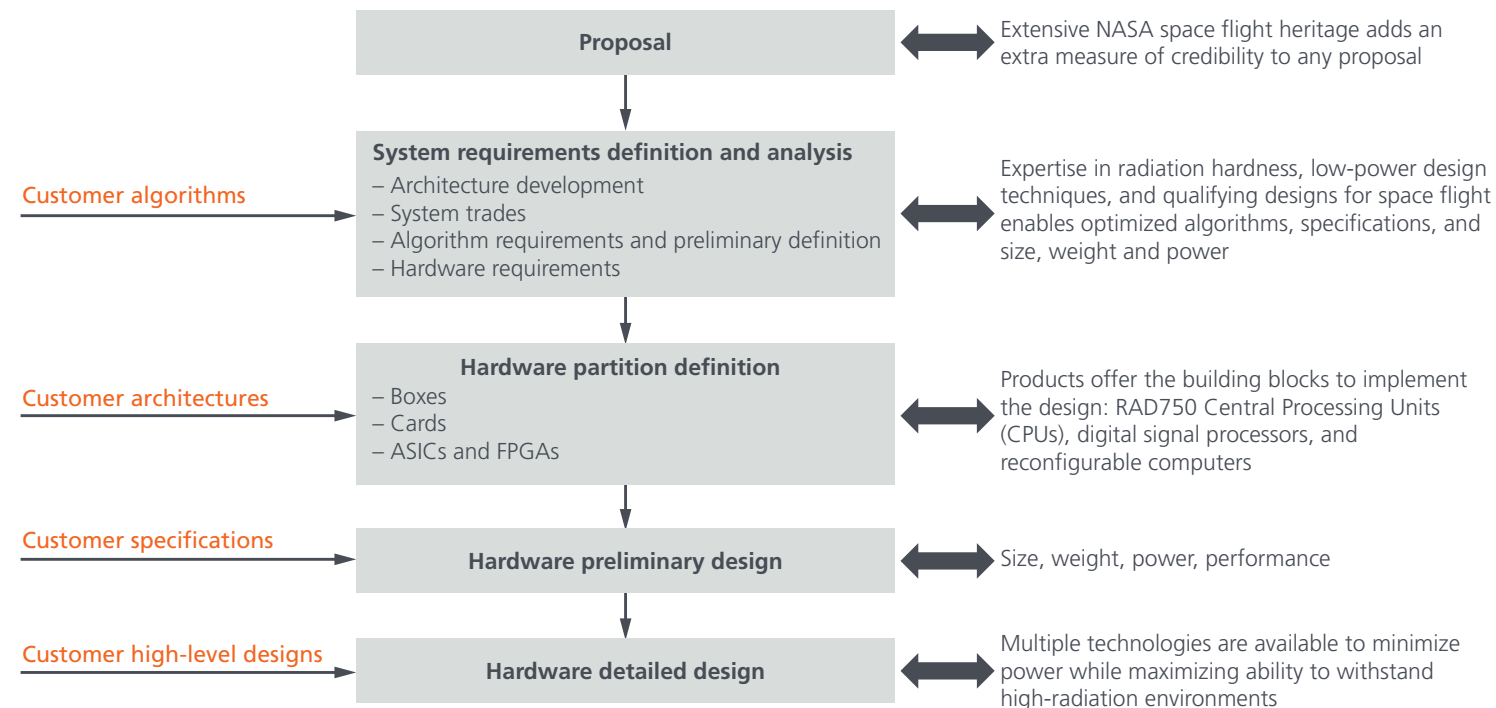 Proposal
Extensive NASA space flight heritage adds an
extra measure of credibility to any proposal
Customer algorithms
System requirements definition and analysis
– Architecture development
– System trades
– Algorithm requirements and preliminary definition
– Hardware requirements
Expertise in radiation hardness, low-power design
techniques, and qualifying designs for space flight
enables optimized algorithms, specifications, and
size, weight and power
Customer architectures
Hardware partition definition
– Boxes
– Cards
– ASICs and FPGAs
Products offer the building blocks to implement
the design: RAD750 Central Processing Units
(CPUs), digital signal processors, and
reconfigurable computers
Customer specifications
Hardware preliminary design
Size, weight, power, performance
Customer high-level designs
Hardware detailed design
Multiple technologies are available to minimize
power while maximizing ability to withstand
high-radiation environments